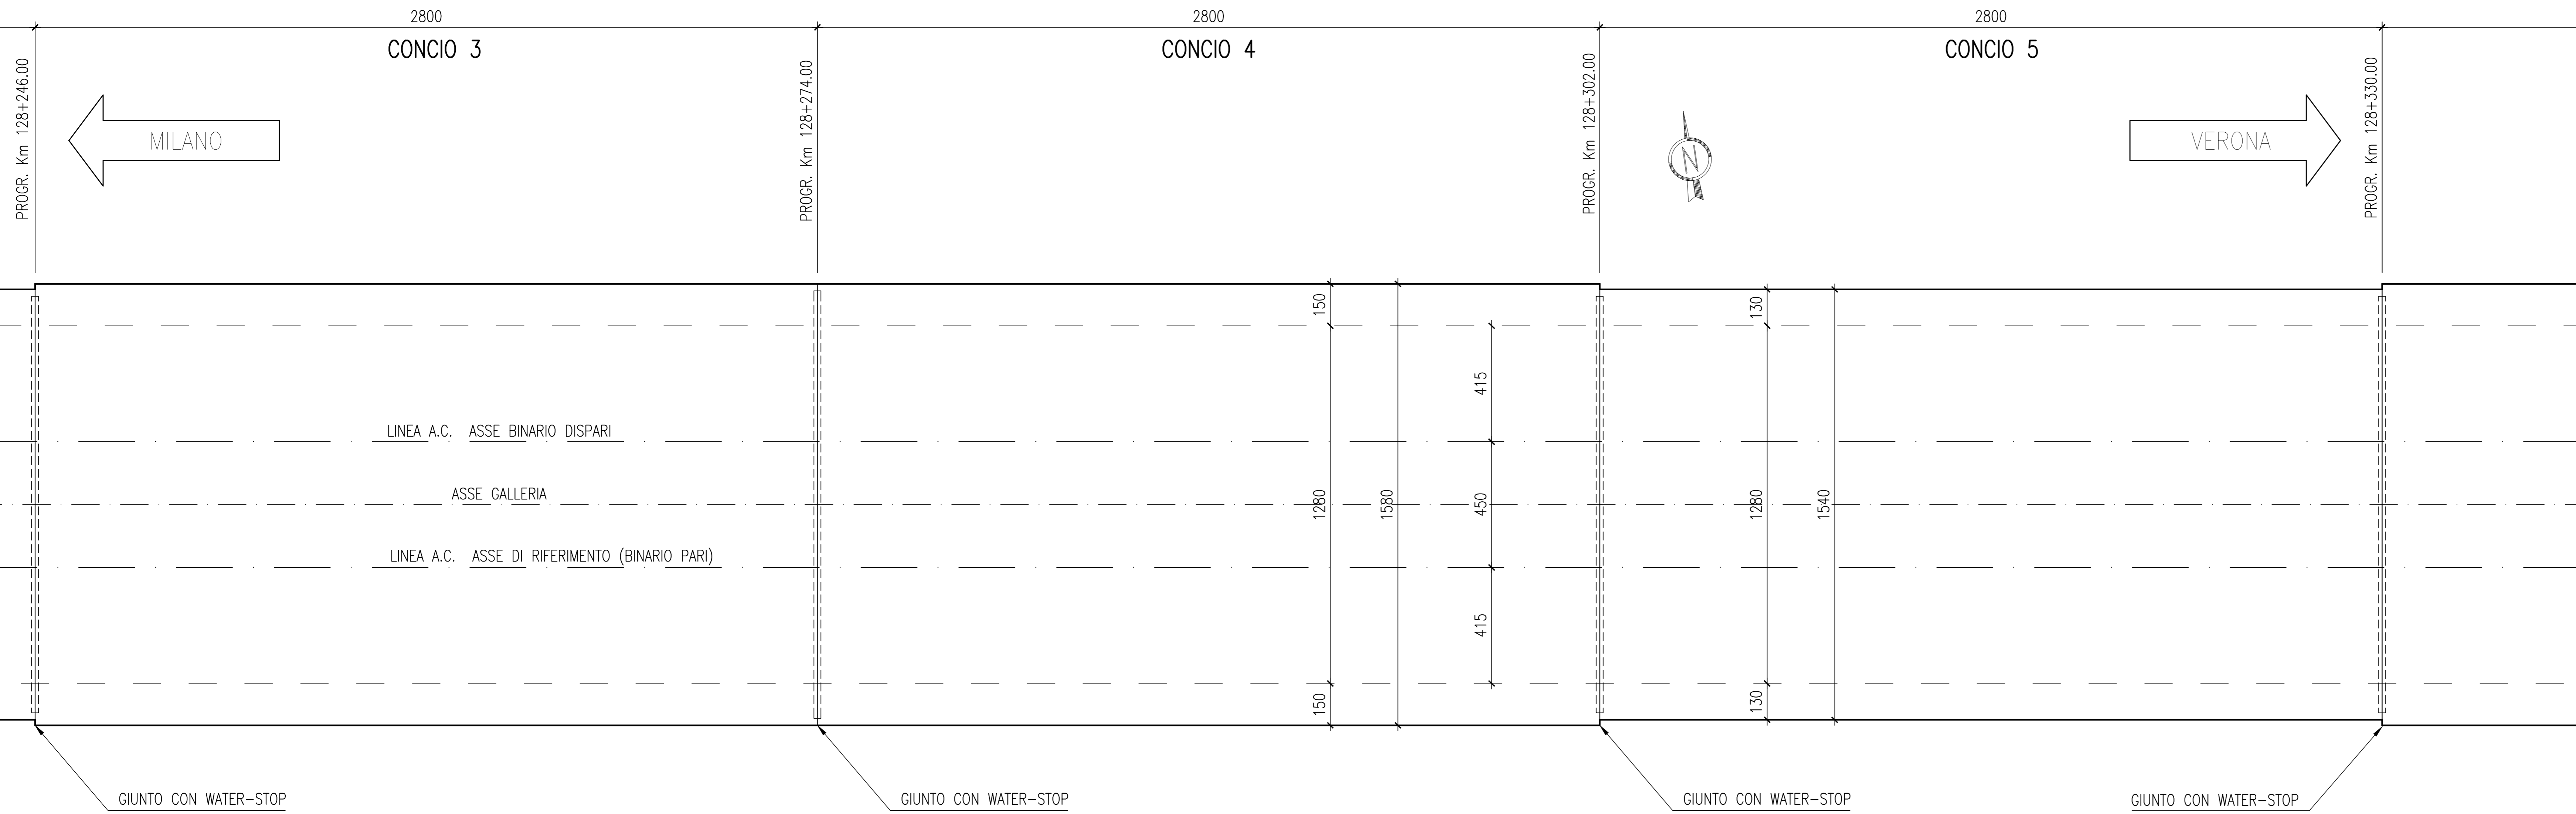 2800
2800
2800
CONCIO 3
CONCIO 4
CONCIO 5
PROGR. Km 128+246.00
PROGR. Km 128+274.00
PROGR. Km 128+302.00
PROGR. Km 128+330.00
MILANO
N
VERONA
150
130
415
LINEA A.C. ASSE BINARIO DISPARI
ASSE GALLERIA
1280
1580
450
1280
1540
LINEA A.C. ASSE DI RIFERIMENTO (BINARIO PARI)
415
150
130
GIUNTO CON WATER-STOP
GIUNTO CON WATER-STOP
GIUNTO CON WATER-STOP
GIUNTO CON WATER-STOP